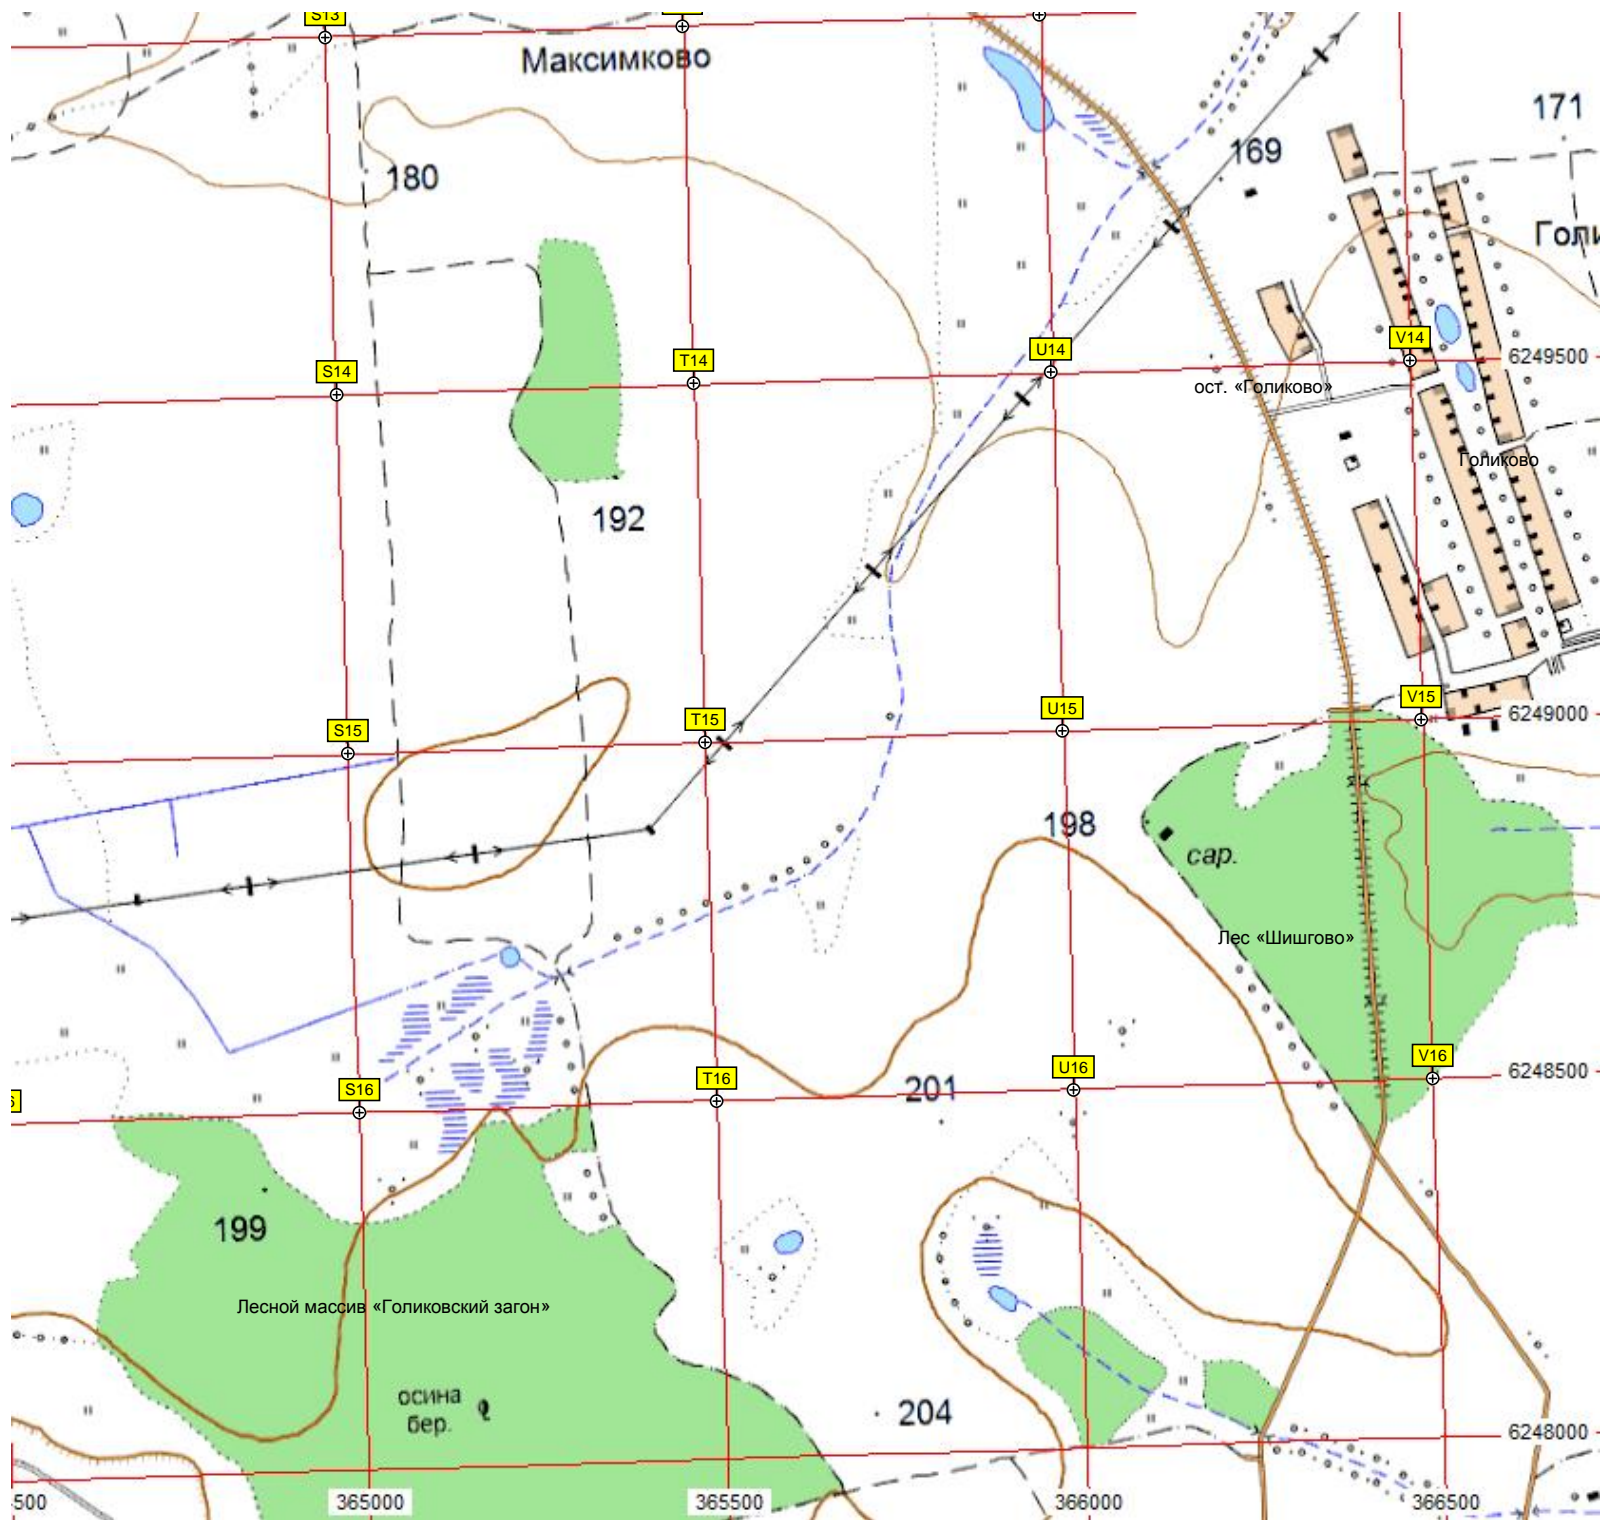 S13
Максимково
171
169
180
Голи
U14
V14
T14
6249500
S14
ост. «Голиково»
Голиково
192
V15
U15
T15
6249000
S15
198
сар.
Лес «Шишгово»
V16
U16
6248500
T16
S16
201
199
Лесной массив «Голиковский загон»
осина
бер.
204
6248000
500
365000
365500
366000
366500